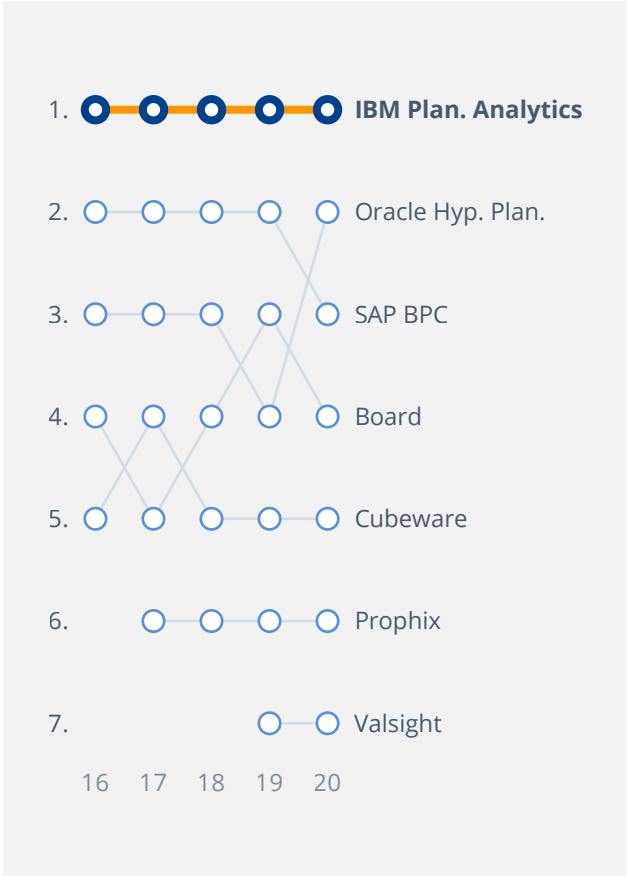 1. IBM Plan. Analytics
2. Oracle Hyp. Plan.
3. SAP BPC
4. Board
5. Cubeware
6. Prophix
7. Valsight
16 17 18 19 20